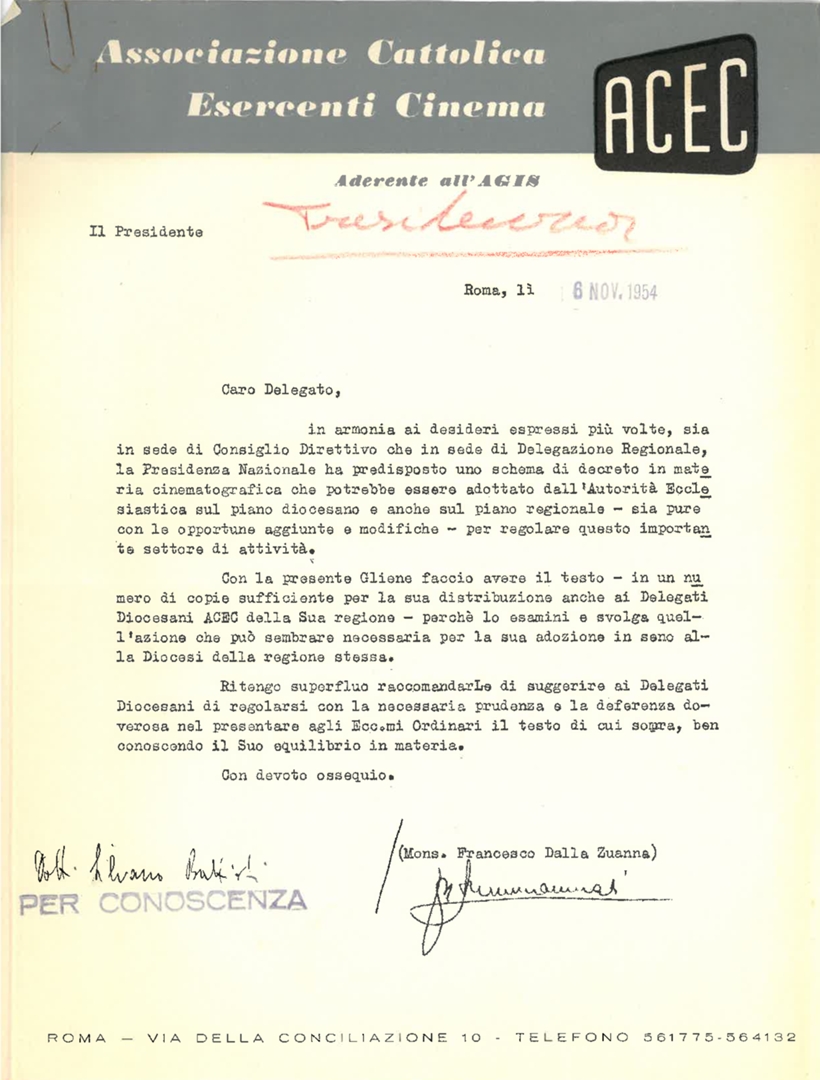 Associazione Cattolica
Esercenti Cinema
ACEC
Aderente all'AGIS
Il Presidente
Roma, lì 6 NOV. 1954
Caro Delegato,
in armonia ai desideri espressi più volte, sia
in sede di Consiglio Direttivo che in sede di Delegazione Regionale,
la Presidenza Nazionale ha predisposto uno schema di decreto in mate
ria cinematografica che potrebbe essere adottato dall'Autorità Eccle
siastica sul piano diocesano e anche sul piano regionale - sia pure
con le opportune aggiunte e modifiche - per regolare questo importan
te settore di attività.
Con la presente Gliene faccio avere il testo - in un nu
mero di copie sufficiente per la sua distribuzione anche ai Delegati
Diocesani ACEC della Sua regione - perchè lo esamini e svolga quel-
l'azione che può sembrare necessaria per la sua adozione in seno al-
la Diocesi della regione stessa.
Ritengo superfluo raccomandarLe di suggerire ai Delegati
Diocesani di regolarsi con la necessaria prudenza e la deferenza do-
verosa nel presentare agli Ecc.mi Ordinari il testo di cui sopra, ben
conoscendo il Suo equilibrio in materia.
Con devoto ossequio.
(Mons. Francesco Dalla Zuanna)
Dott. Silvano Battisti
PER CONOSCENZA
ROMA — VIA DELLA CONCILIAZIONE 10 - TELEFONO 561775-564132